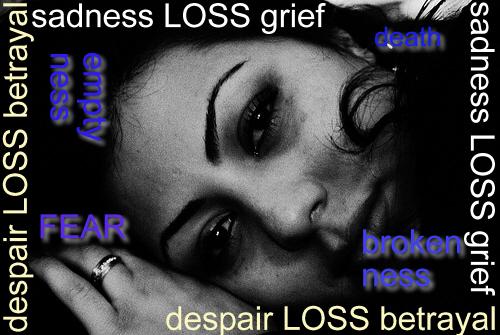 sadness LOSS grief
death
empty
ness
despair LOSS betrayal
sadness LOSS grief
FEAR
broken
ness
despair LOSS betrayal